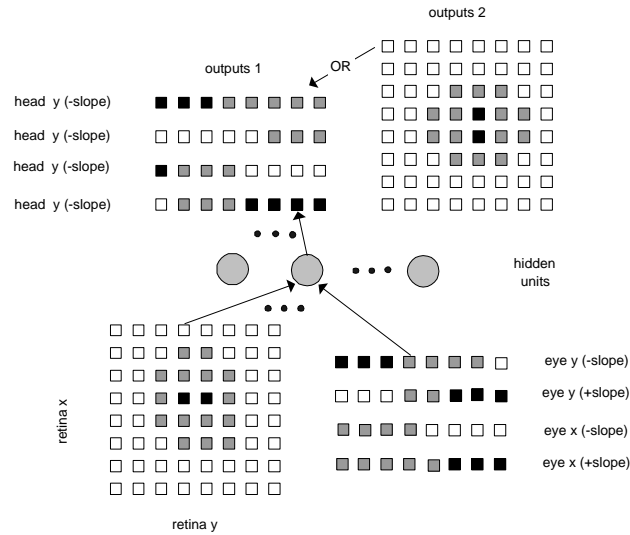 outputs 2
outputs 1
OR
head y (-slope)
head y (-slope)
head y (-slope)
head y (-slope)
hidden
units
eye y (-slope)
eye y (+slope)
eye x (-slope)
eye x (+slope)
retina x
retina y